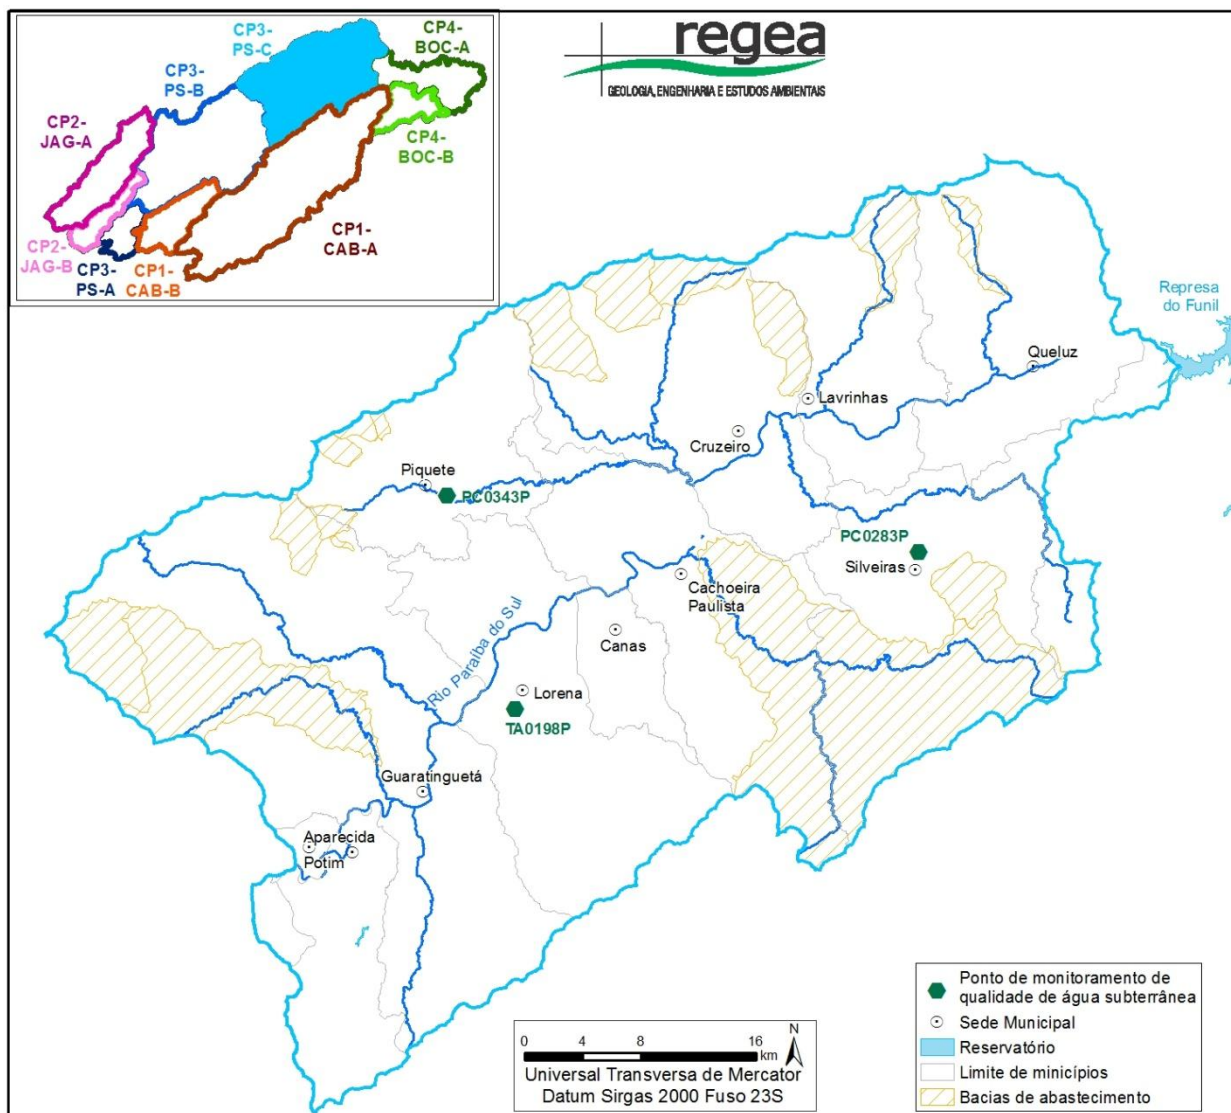 CP3-
PS-C
CP4-
BOC-A
CP3-
PS-B
CP2-
JAG-A
CP4-
BOC-B
CP1-
CAB-A
CP2-
JAG-B
CP3-
PS-A
CP1-
CAB-B
regea
GEOLOGIA, ENGENHARIA E ESTUDOS AMBIENTAIS
Represa
do Funil
Queluz
Lavrinhas
Cruzeiro
Piquete
PC0343P
PC0283P
Silveiras
Cachoeira
Paulista
Rio Paraíba do Sul
Canas
Lorena
TA0198P
Guaratinguetá
Aparecida
Potim
Ponto de monitoramento de
qualidade de água subterrânea
Sede Municipal
Reservatório
Limite de minicípios
Bacias de abastecimento
N
0 4 8 16
km
Universal Transversa de Mercator
Datum Sirgas 2000 Fuso 23S